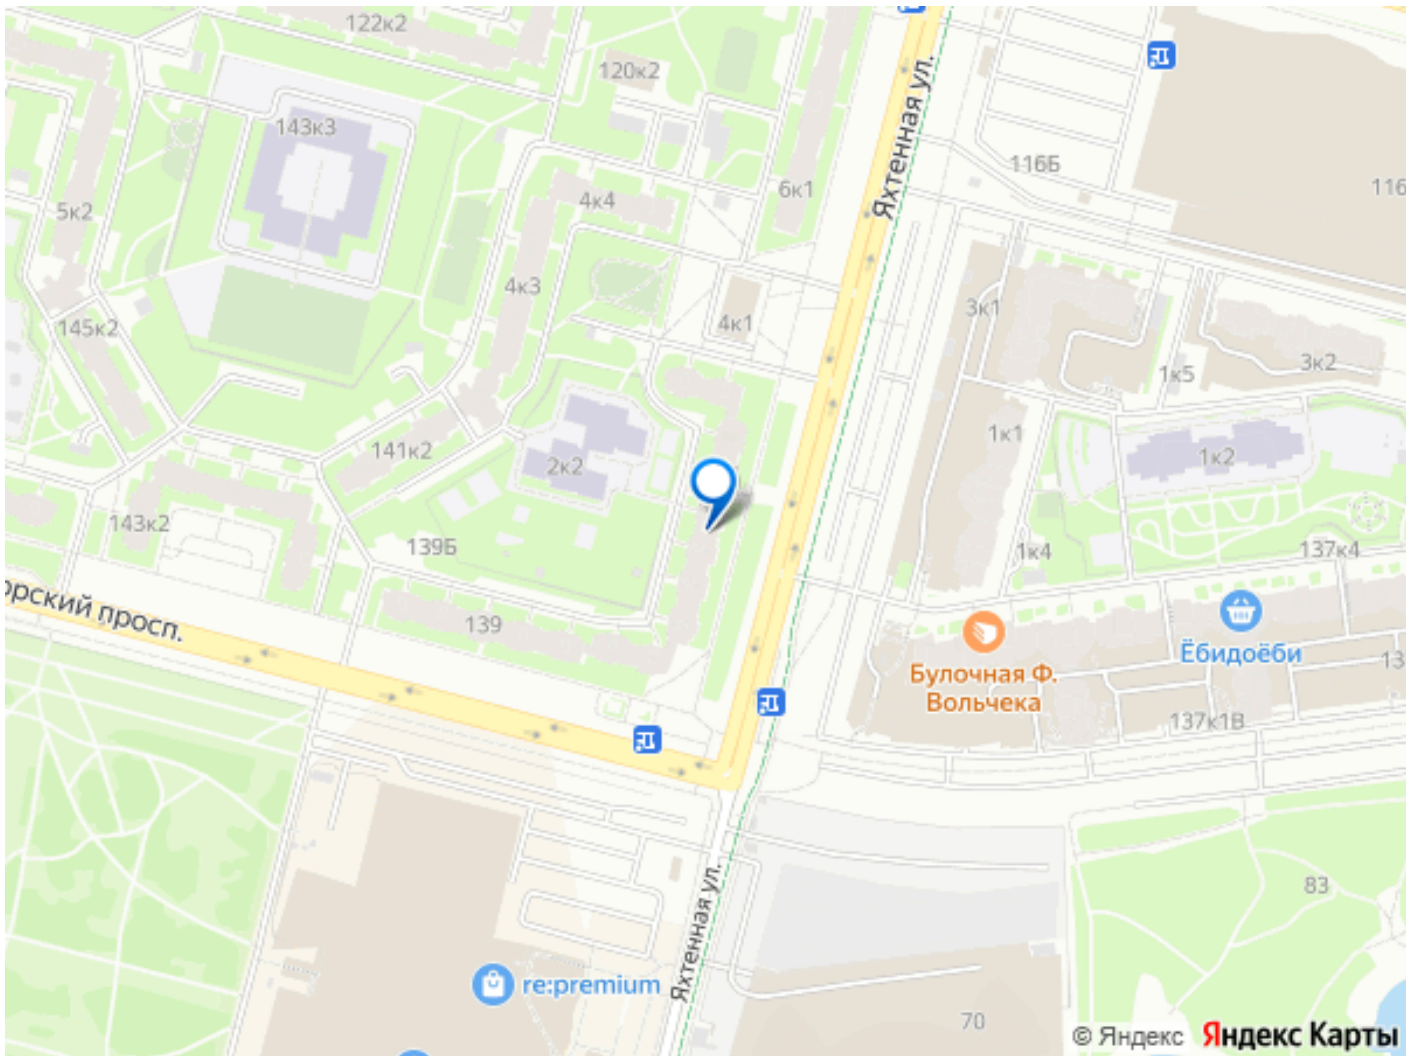 122к2
120к2
143к3
Яхтенная ул.
116Б
116
6к1
4к4
5к2
4к3
4к1
145к2
3к1
3к2
1к5
1к1
1к2
141к2
2к2
143к2
139Б
1к4
137к4
орский просп.
139
Булочная Ф.
Вольчека
Ёбидоёби
13
137к1В
83
Яхтенная ул.
re:premium
70
© Яндекс
Яндекс Карты